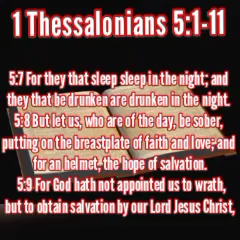 1 Thessalonians 5:1-11
5:7 For they that sleep sleep in the night; and
they that be drunken are drunken in the night.
5:8 But let us, who are of the day, be sober,
putting on the breastplate of faith and love; and
for an helmet, the hope of salvation.
5:9 For God hath not appointed us to wrath,
but to obtain salvation by our Lord Jesus Christ,